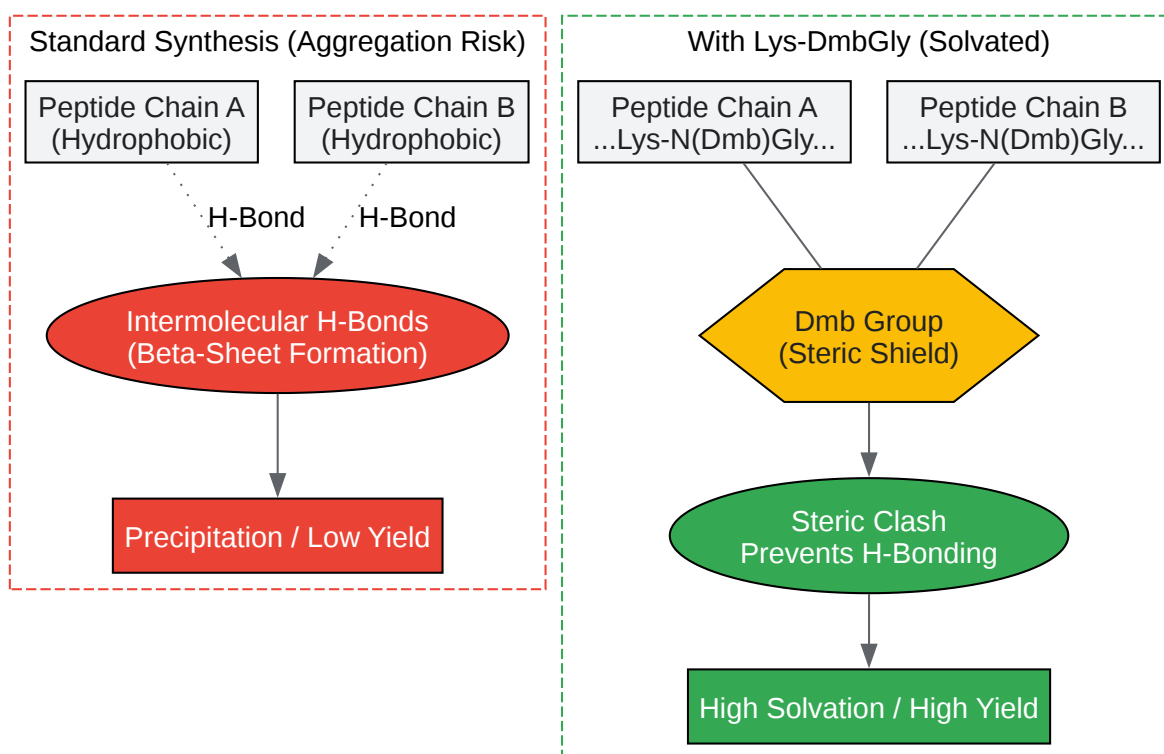 Standard Synthesis (Aggregation Risk)
Peptide Chain A
(Hydrophobic)
Peptide Chain B
(Hydrophobic)
H-Bond
H-Bond
Intermolecular H-Bonds
(Beta-Sheet Formation)
Precipitation / Low Yield
With Lys-DmbGly (Solvated)
Peptide Chain A
...Lys-N(Dmb)Gly...
Peptide Chain B
...Lys-N(Dmb)Gly...
Dmb Group
(Steric Shield)
Steric Clash
Prevents H-Bonding
High Solvation / High Yield